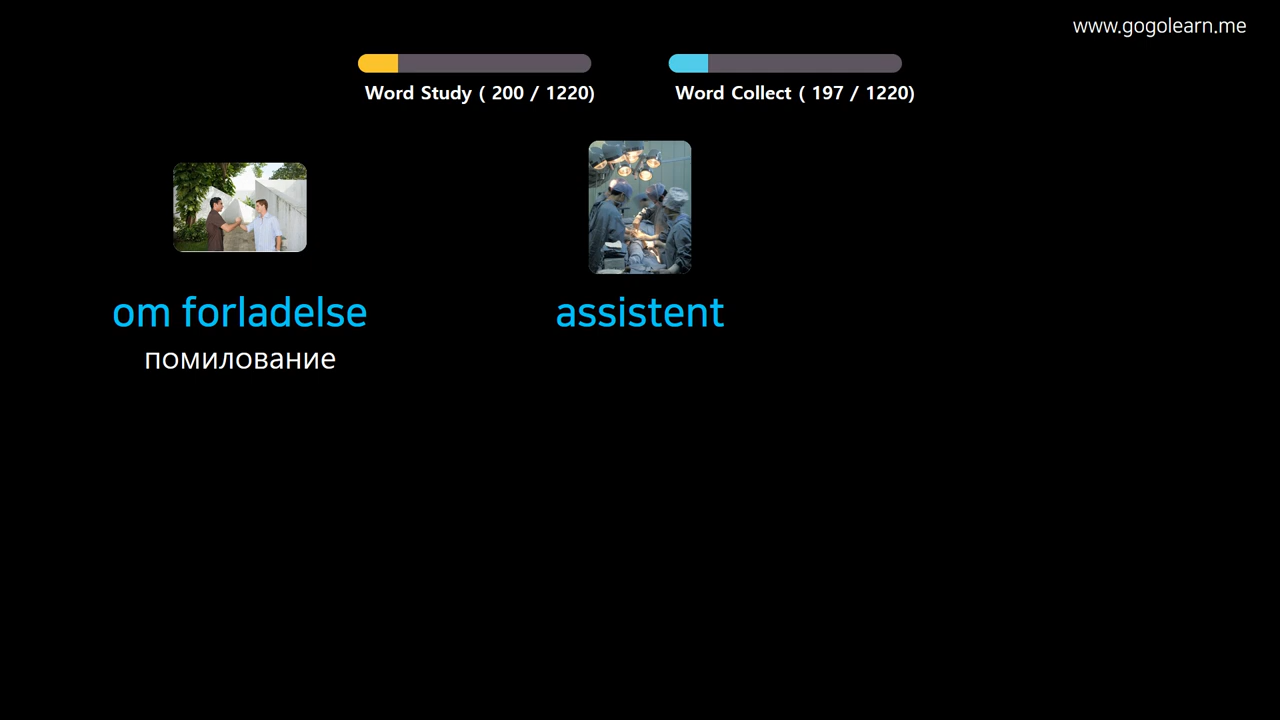 www.gogolearn.me
Word Study ( 200 / 1220)
Word Collect ( 197 / 1220)
om forladelse
помилование
assistent